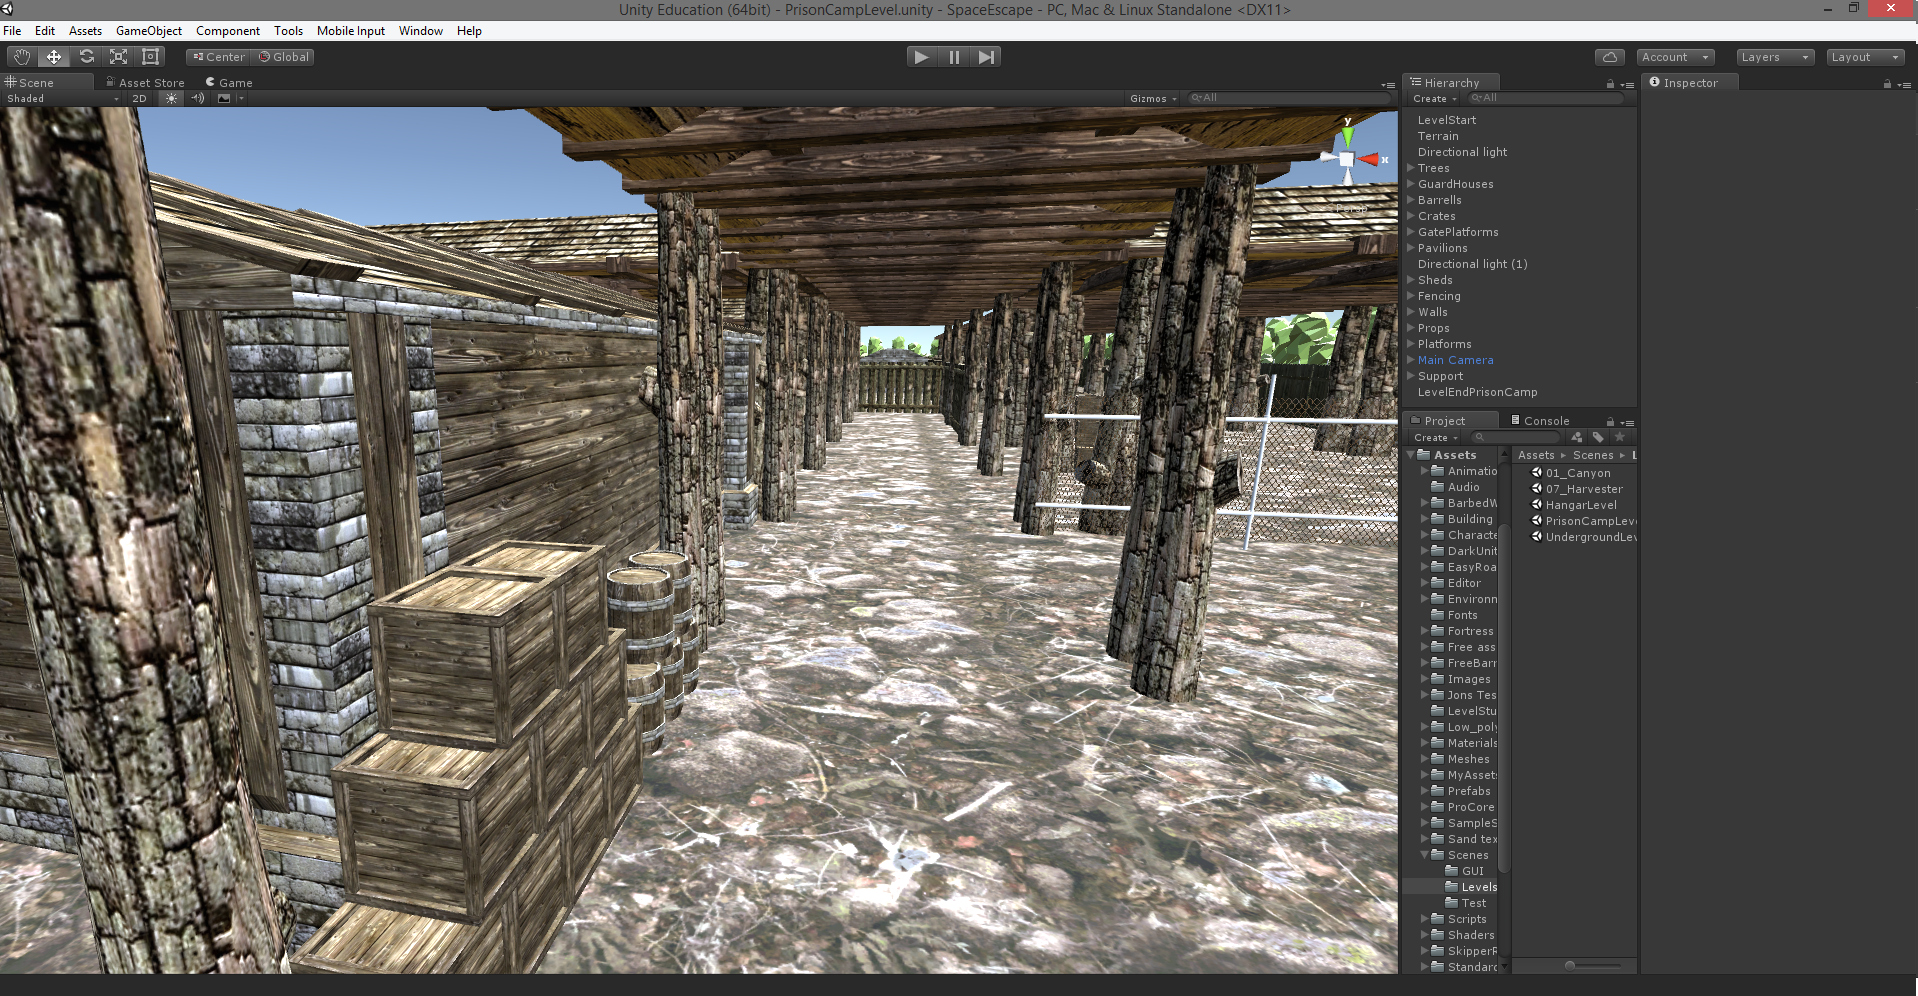 Unity Education (64bit) - PrisonCampLevel.unity - SpaceEscape - PC, Mac & Linux Standalone <DX11>
File Edit Assets GameObject Component Tools Mobile Input Window Help
Center Global Account Layers Layout
Scene Asset Store Game
Shaded 2D Gizmos All
y
x
Persp
Hierarchy
Create All
LevelStart
Terrain
Directional light
Trees
GuardHouses
Barrells
Crates
GatePlatforms
Pavilions
Directional light (1)
Sheds
Fencing
Walls
Props
Platforms
Main Camera
Support
LevelEndPrisonCamp
Project Console
Create
Assets
Animatio
Audio
BarbedW
Building
Characte
DarkUnit
EasyRoa
Editor
Environn
Fonts
Fortress
Free ass
FreeBarr
Images
Jons Tes
LevelStu
Low_poly
Materials
Meshes
MyAssets
Prefabs
ProCore
SampleS
Sand tex
Scenes
GUI
Levels
Test
Scripts
Shaders
SkipperR
Standard
Assets ▸ Scenes ▸ L
01_Canyon
07_Harvester
HangarLevel
PrisonCampLeve
UndergroundLev
Inspector